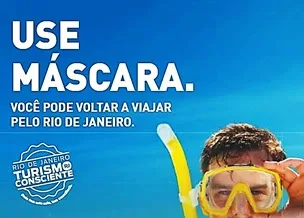 USE
MÁSCARA.
VOCÊ PODE VOLTAR A VIAJAR
PELO RIO DE JANEIRO.
RIO DE JANEIRO
TURISMO
CONSCIENTE